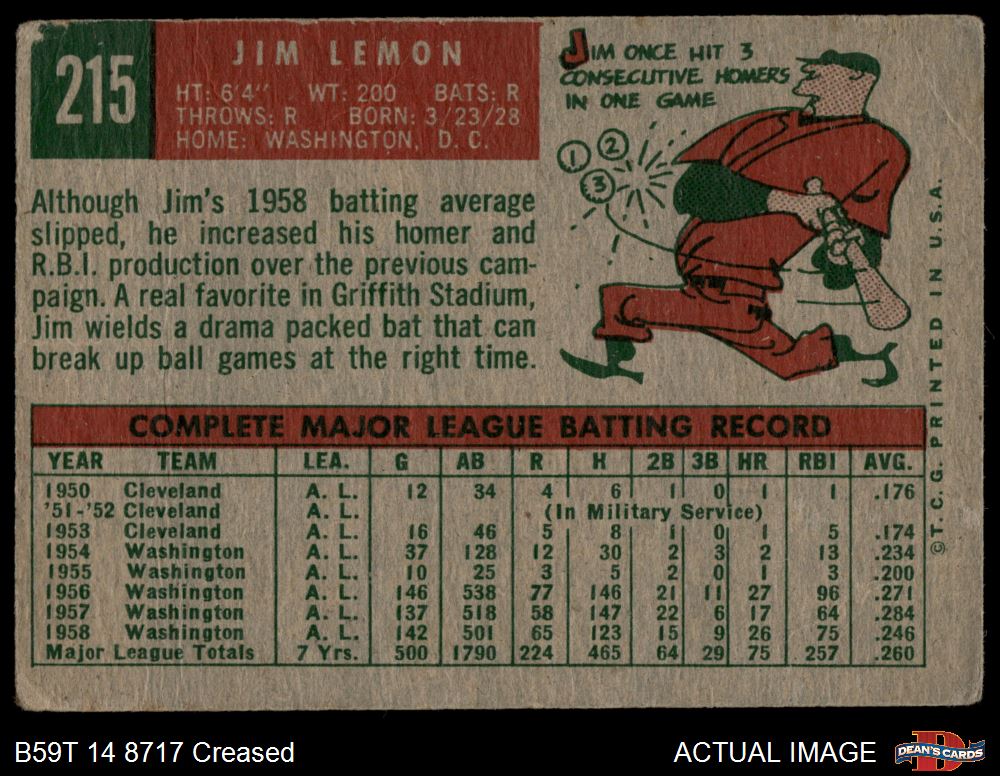 215
JIM LEMON
HT: 6'4" WT: 200 BATS: R
THROWS: R BORN: 3/23/28
HOME: WASHINGTON, D. C.
JIM ONCE HIT 3
CONSECUTIVE HOMERS
IN ONE GAME
1 2
3
Although Jim's 1958 batting average
slipped, he increased his homer and
R.B.I. production over the previous cam-
paign. A real favorite in Griffith Stadium,
Jim wields a drama packed bat that can
break up ball games at the right time.
COMPLETE MAJOR LEAGUE BATTING RECORD
YEAR TEAM LEA. G AB R H 2B 3B HR RBI AVG.
1950 Cleveland A. L. 12 34 4 6 1 0 1 1 .176
'51-'52 Cleveland A. L. (In Military Service)
1953 Cleveland A. L. 16 46 5 8 1 0 1 5 .174
1954 Washington A. L. 37 128 12 30 2 3 2 13 .234
1955 Washington A. L. 10 25 3 5 2 0 1 3 .200
1956 Washington A. L. 146 538 77 146 21 11 27 96 .271
1957 Washington A. L. 137 518 58 147 22 6 17 64 .284
1958 Washington A. L. 142 501 65 123 15 9 26 75 .246
Major League Totals 7 Yrs. 500 1790 224 465 64 29 75 257 .260
©T. C. G. PRINTED IN U.S.A.
B59T 14 8717 Creased
ACTUAL IMAGE
D
DEAN'S CARDS